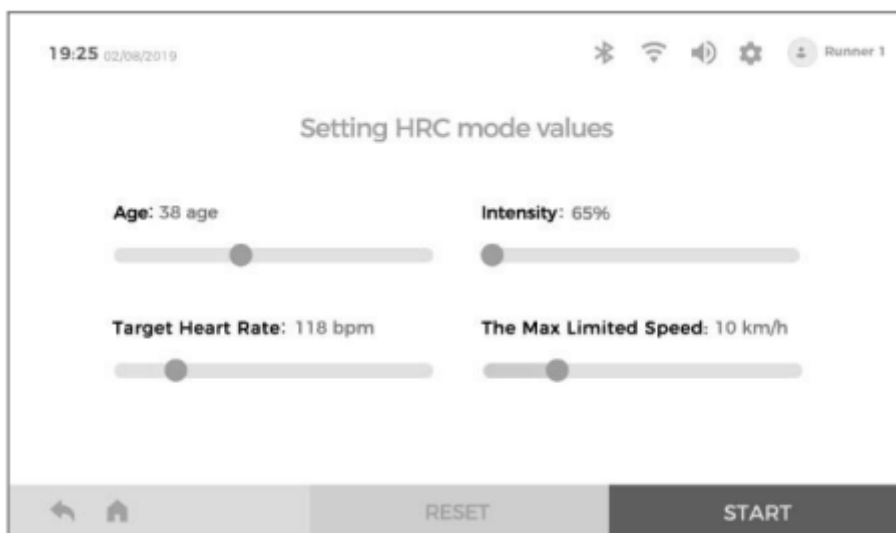 19:25 02/08/2019
Runner 1
Setting HRC mode values
Age: 38 age
Intensity: 65%
Target Heart Rate: 118 bpm
The Max Limited Speed: 10 km/h
RESET
START